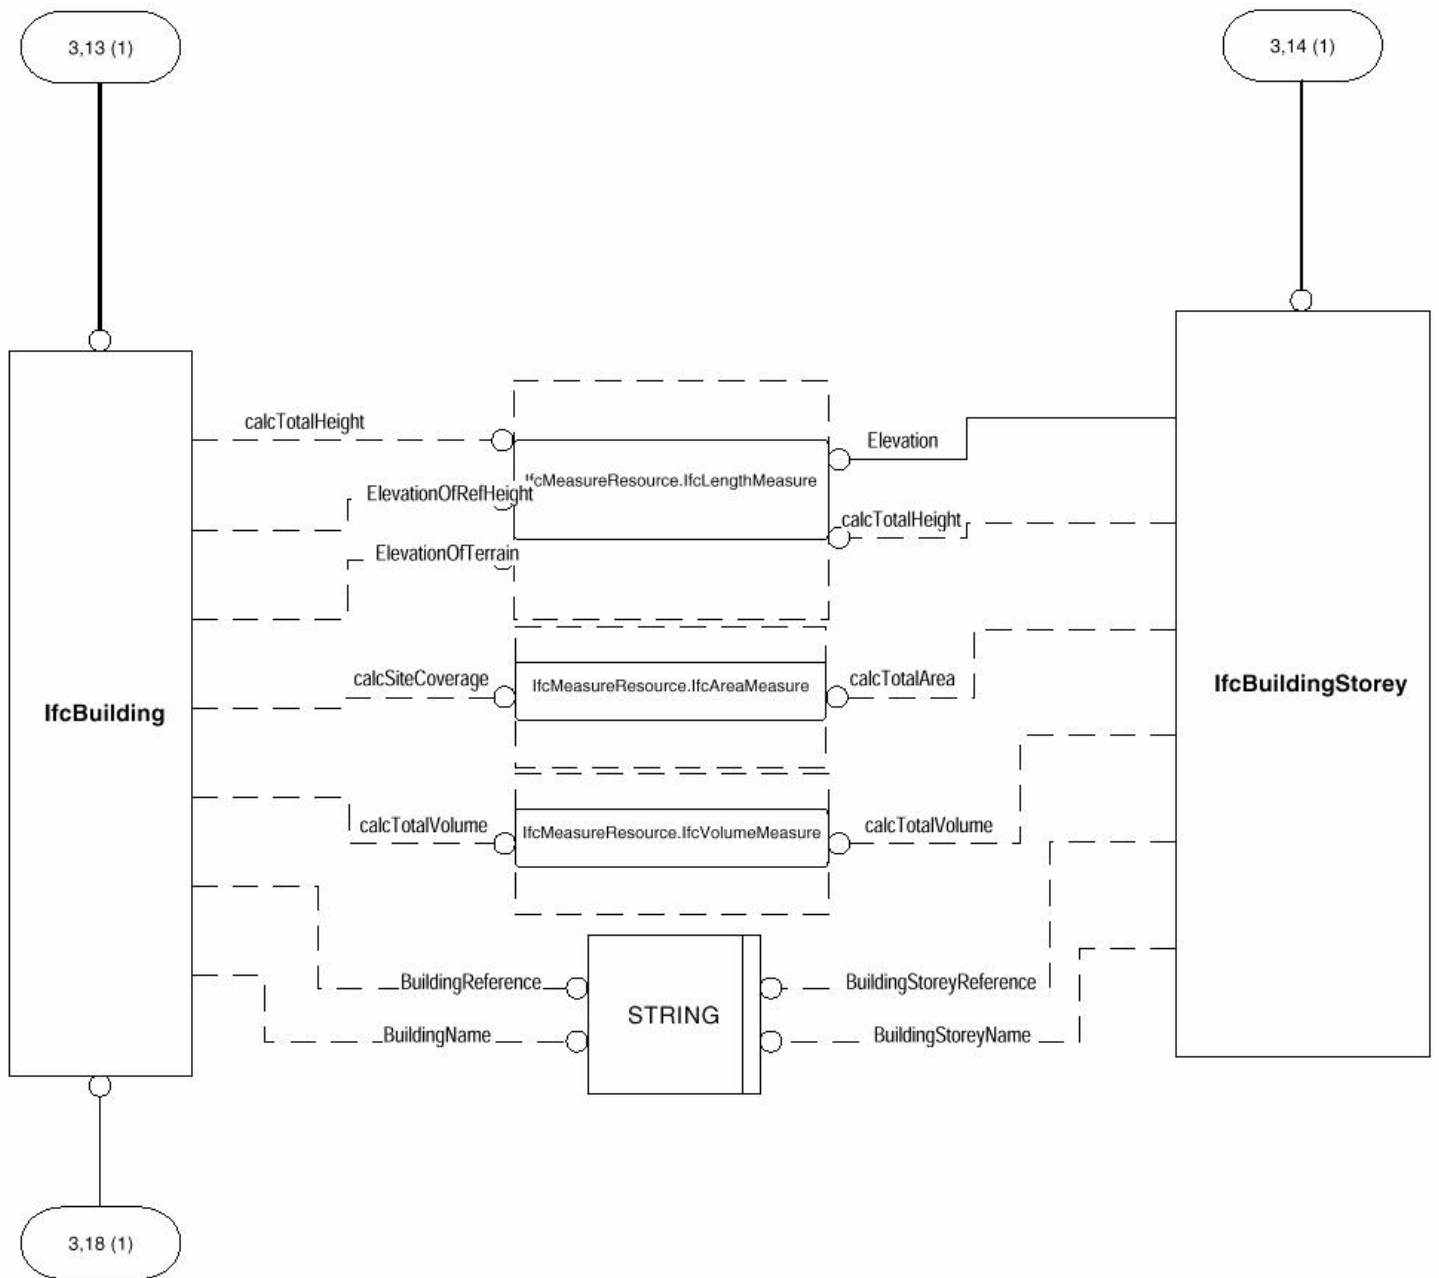 3,13 (1)
3,14 (1)
calcTotalHeight
Elevation
IfcMeasureResource.IfcLengthMeasure
ElevationOfRefHeight
calcTotalHeight
ElevationOfTerrain
calcSiteCoverage
IfcMeasureResource.IfcAreaMeasure
calcTotalArea
IfcBuildingStorey
IfcBuilding
calcTotalVolume
IfcMeasureResource.IfcVolumeMeasure
calcTotalVolume
BuildingReference
BuildingStoreyReference
STRING
BuildingName
BuildingStoreyName
3,18 (1)